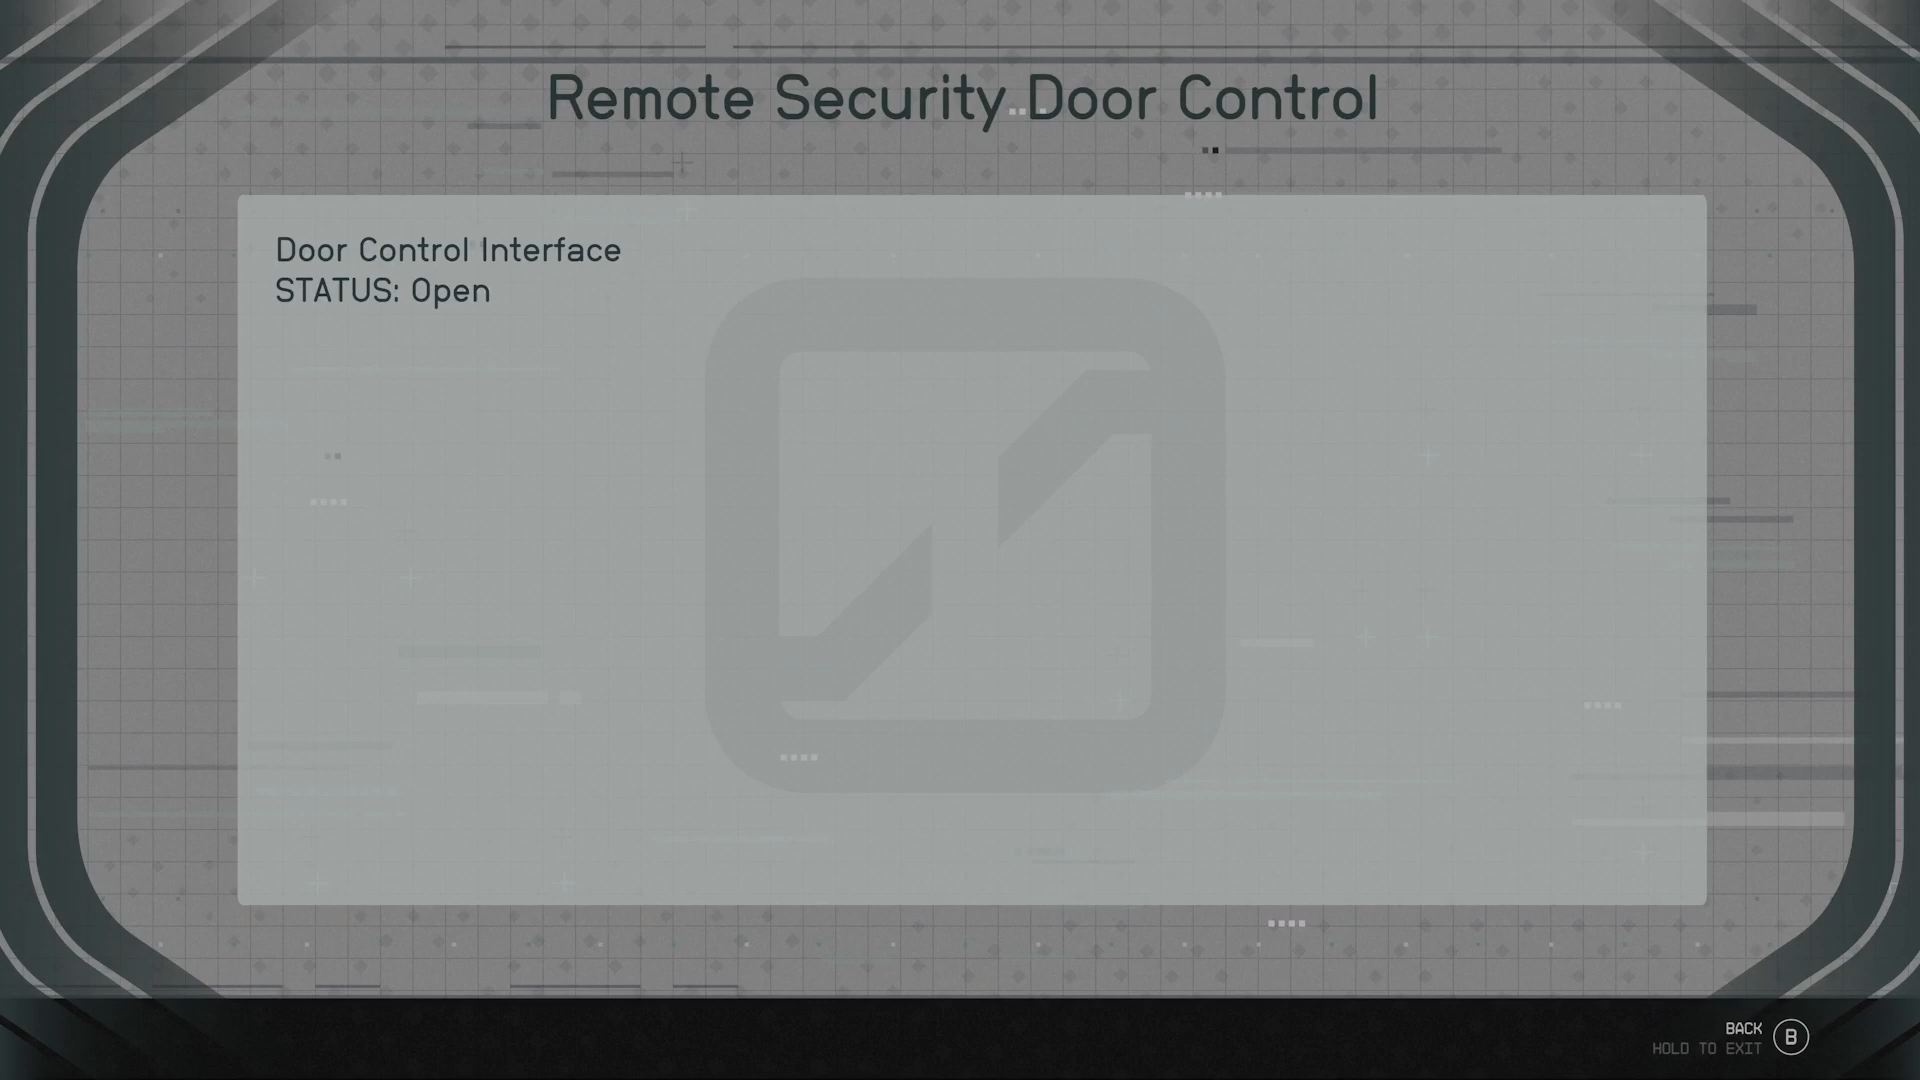 Remote Security Door Control
Door Control Interface
STATUS: Open
BACK
HOLD TO EXIT
B